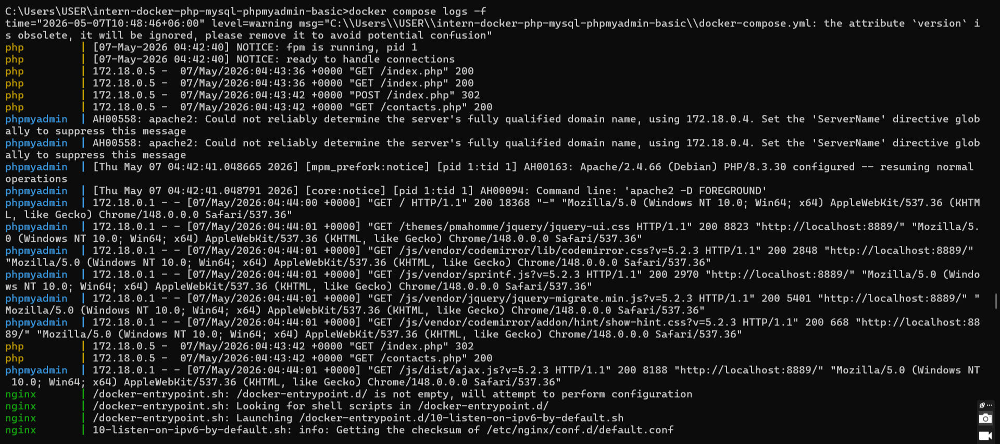 C:\Users\USER\intern-docker-php-mysql-phpmyadmin-basic>docker compose logs -f
time="2026-05-07T10:48:46+06:00" level=warning msg="C:\\Users\\USER\\intern-docker-php-mysql-phpmyadmin-basic\\docker-compose.yml: the attribute `version` i
s obsolete, it will be ignored, please remove it to avoid potential confusion"
php         | [07-May-2026 04:42:40] NOTICE: fpm is running, pid 1
php         | [07-May-2026 04:42:40] NOTICE: ready to handle connections
php         | 172.18.0.5 -  07/May/2026:04:43:36 +0000 "GET /index.php" 200
php         | 172.18.0.5 -  07/May/2026:04:43:36 +0000 "GET /index.php" 200
php         | 172.18.0.5 -  07/May/2026:04:43:42 +0000 "POST /index.php" 302
php         | 172.18.0.5 -  07/May/2026:04:43:42 +0000 "GET /contacts.php" 200
phpmyadmin  | AH00558: apache2: Could not reliably determine the server's fully qualified domain name, using 172.18.0.4. Set the 'ServerName' directive glob
ally to suppress this message
phpmyadmin  | AH00558: apache2: Could not reliably determine the server's fully qualified domain name, using 172.18.0.4. Set the 'ServerName' directive glob
ally to suppress this message
phpmyadmin  | [Thu May 07 04:42:41.048665 2026] [mpm_prefork:notice] [pid 1:tid 1] AH00163: Apache/2.4.66 (Debian) PHP/8.3.30 configured -- resuming normal
operations
phpmyadmin  | [Thu May 07 04:42:41.048791 2026] [core:notice] [pid 1:tid 1] AH00094: Command line: 'apache2 -D FOREGROUND'
phpmyadmin  | 172.18.0.1 - - [07/May/2026:04:44:00 +0000] "GET / HTTP/1.1" 200 18368 "-" "Mozilla/5.0 (Windows NT 10.0; Win64; x64) AppleWebKit/537.36 (KHTM
L, like Gecko) Chrome/148.0.0.0 Safari/537.36"
phpmyadmin  | 172.18.0.1 - - [07/May/2026:04:44:01 +0000] "GET /themes/pmahomme/jquery/jquery-ui.css HTTP/1.1" 200 8823 "http://localhost:8889/" "Mozilla/5.
0 (Windows NT 10.0; Win64; x64) AppleWebKit/537.36 (KHTML, like Gecko) Chrome/148.0.0.0 Safari/537.36"
phpmyadmin  | 172.18.0.1 - - [07/May/2026:04:44:01 +0000] "GET /js/vendor/codemirror/lib/codemirror.css?v=5.2.3 HTTP/1.1" 200 2848 "http://localhost:8889/"
"Mozilla/5.0 (Windows NT 10.0; Win64; x64) AppleWebKit/537.36 (KHTML, like Gecko) Chrome/148.0.0.0 Safari/537.36"
phpmyadmin  | 172.18.0.1 - - [07/May/2026:04:44:01 +0000] "GET /js/vendor/sprintf.js?v=5.2.3 HTTP/1.1" 200 2970 "http://localhost:8889/" "Mozilla/5.0 (Windo
ws NT 10.0; Win64; x64) AppleWebKit/537.36 (KHTML, like Gecko) Chrome/148.0.0.0 Safari/537.36"
phpmyadmin  | 172.18.0.1 - - [07/May/2026:04:44:01 +0000] "GET /js/vendor/jquery/jquery-migrate.min.js?v=5.2.3 HTTP/1.1" 200 5401 "http://localhost:8889/" "
Mozilla/5.0 (Windows NT 10.0; Win64; x64) AppleWebKit/537.36 (KHTML, like Gecko) Chrome/148.0.0.0 Safari/537.36"
phpmyadmin  | 172.18.0.1 - - [07/May/2026:04:44:01 +0000] "GET /js/vendor/codemirror/addon/hint/show-hint.css?v=5.2.3 HTTP/1.1" 200 668 "http://localhost:88
89/" "Mozilla/5.0 (Windows NT 10.0; Win64; x64) AppleWebKit/537.36 (KHTML, like Gecko) Chrome/148.0.0.0 Safari/537.36"
php         | 172.18.0.5 -  07/May/2026:04:43:42 +0000 "GET /index.php" 302
php         | 172.18.0.5 -  07/May/2026:04:43:42 +0000 "GET /contacts.php" 200
phpmyadmin  | 172.18.0.1 - - [07/May/2026:04:44:01 +0000] "GET /js/dist/ajax.js?v=5.2.3 HTTP/1.1" 200 8188 "http://localhost:8889/" "Mozilla/5.0 (Windows NT
 10.0; Win64; x64) AppleWebKit/537.36 (KHTML, like Gecko) Chrome/148.0.0.0 Safari/537.36"
nginx       | /docker-entrypoint.sh: /docker-entrypoint.d/ is not empty, will attempt to perform configuration
nginx       | /docker-entrypoint.sh: Looking for shell scripts in /docker-entrypoint.d/
nginx       | /docker-entrypoint.sh: Launching /docker-entrypoint.d/10-listen-on-ipv6-by-default.sh
nginx       | 10-listen-on-ipv6-by-default.sh: info: Getting the checksum of /etc/nginx/conf.d/default.conf